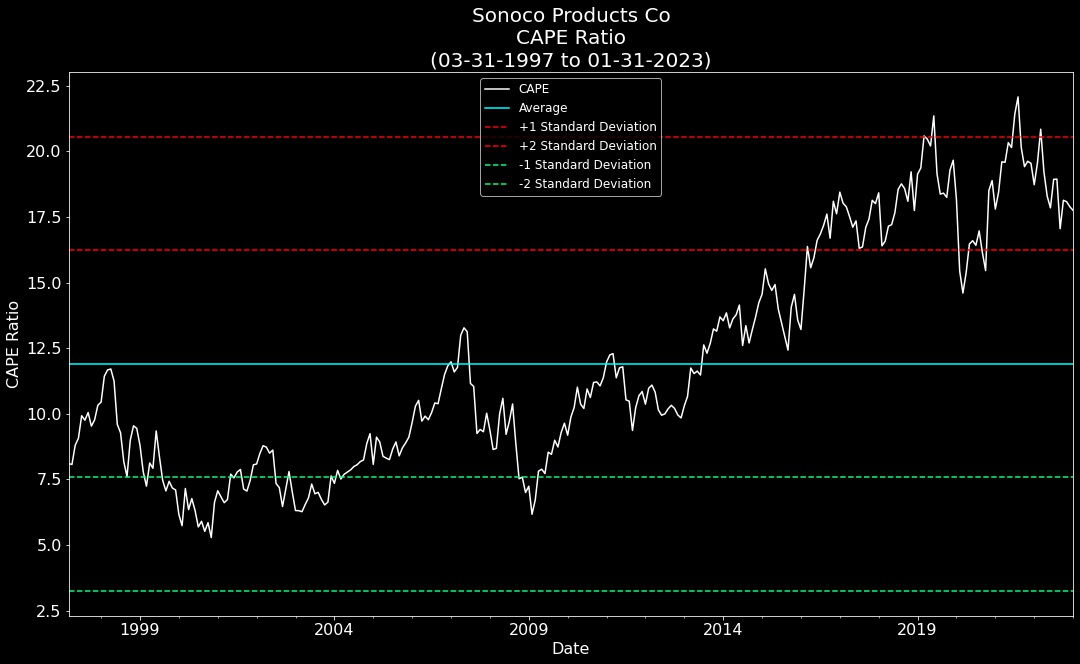 Sonoco Products Co
CAPE Ratio
(03-31-1997 to 01-31-2023)
CAPE
Average
+1 Standard Deviation
+2 Standard Deviation
-1 Standard Deviation
-2 Standard Deviation
22.5
20.0
17.5
15.0
12.5
10.0
7.5
5.0
2.5
CAPE Ratio
1999 2004 2009 2014 2019
Date